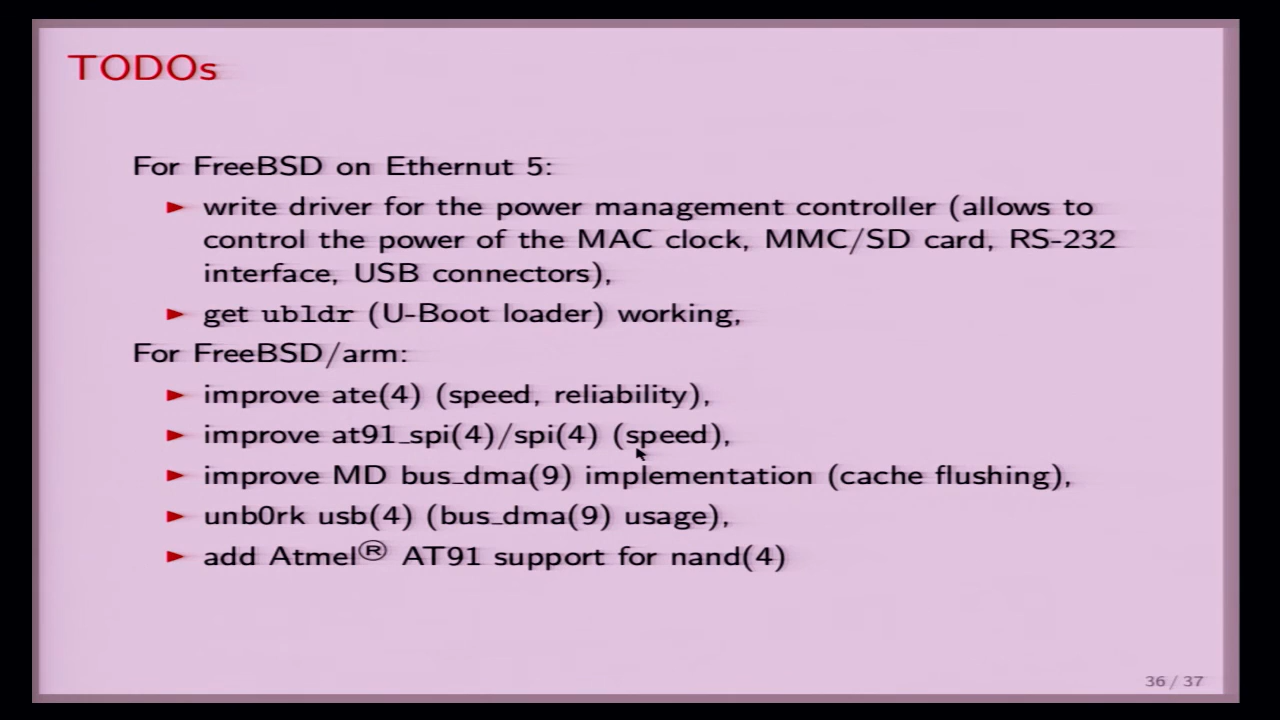 TODOs
For FreeBSD on Ethernut 5:
► write driver for the power management controller (allows to
control the power of the MAC clock, MMC/SD card, RS-232
interface, USB connectors),
► get ubldr (U-Boot loader) working,
For FreeBSD/arm:
► improve ate(4) (speed, reliability),
► improve at91_spi(4)/spi(4) (speed),
► improve MD bus_dma(9) implementation (cache flushing),
► unb0rk usb(4) (bus_dma(9) usage),
► add Atmel® AT91 support for nand(4)
36 / 37